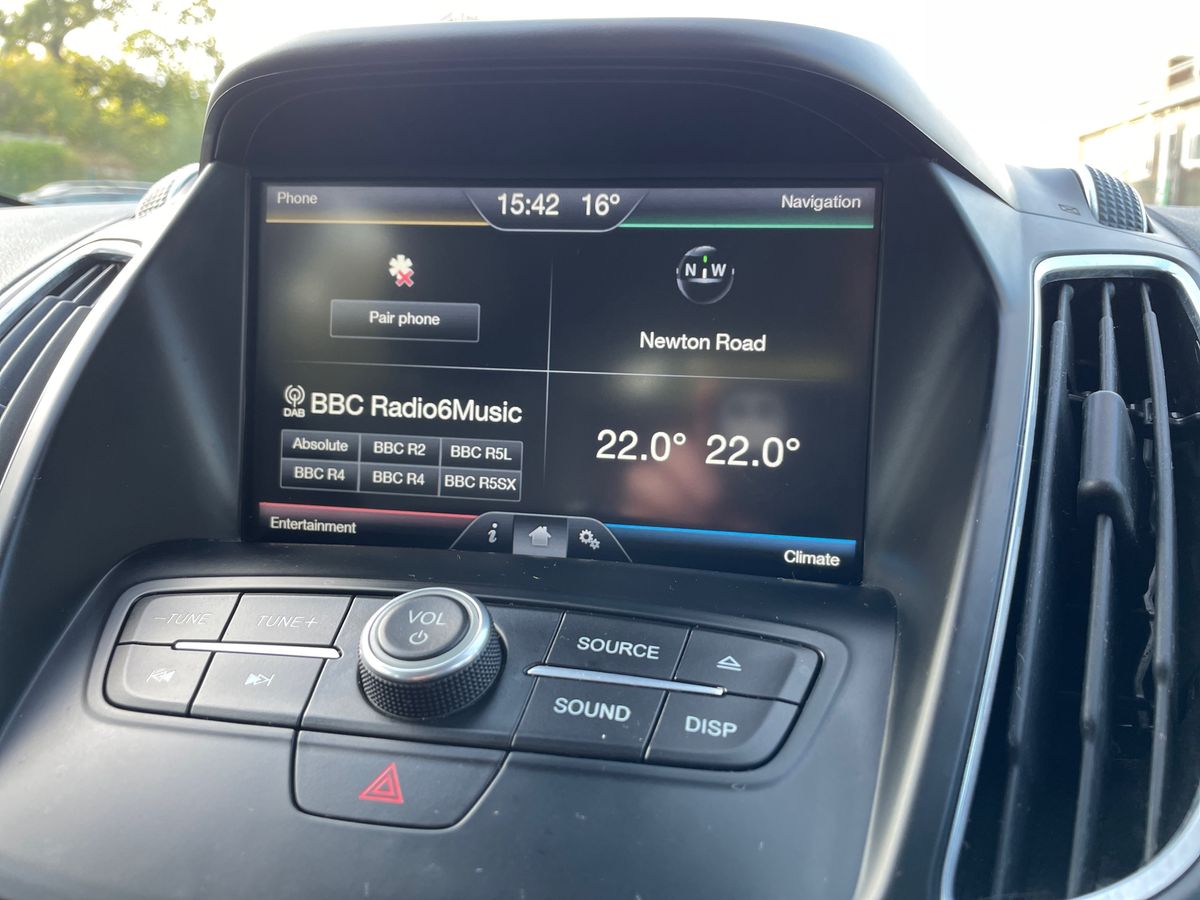 Phone
15:42 16°
Navigation
N W
Pair phone
Newton Road
DAB
BBC Radio6Music
Absolute BBC R2 BBC R5L
BBC R4 BBC R4 BBC R5SX
22.0° 22.0°
Entertainment
i
Climate
-TUNE TUNE+
VOL
SOURCE
SOUND
DISP